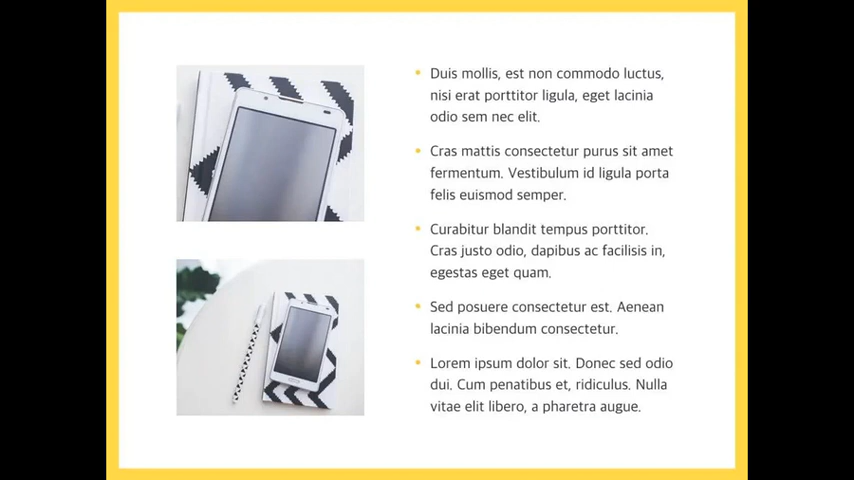 Duis mollis, est non commodo luctus,
nisi erat porttitor ligula, eget lacinia
odio sem nec elit.
Cras mattis consectetur purus sit amet
fermentum. Vestibulum id ligula porta
felis euismod semper.
Curabitur blandit tempus porttitor.
Cras justo odio, dapibus ac facilisis in,
egestas eget quam.
Sed posuere consectetur est. Aenean
lacinia bibendum consectetur.
Lorem ipsum dolor sit. Donec sed odio
dui. Cum penatibus et, ridiculus. Nulla
vitae elit libero, a pharetra augue.